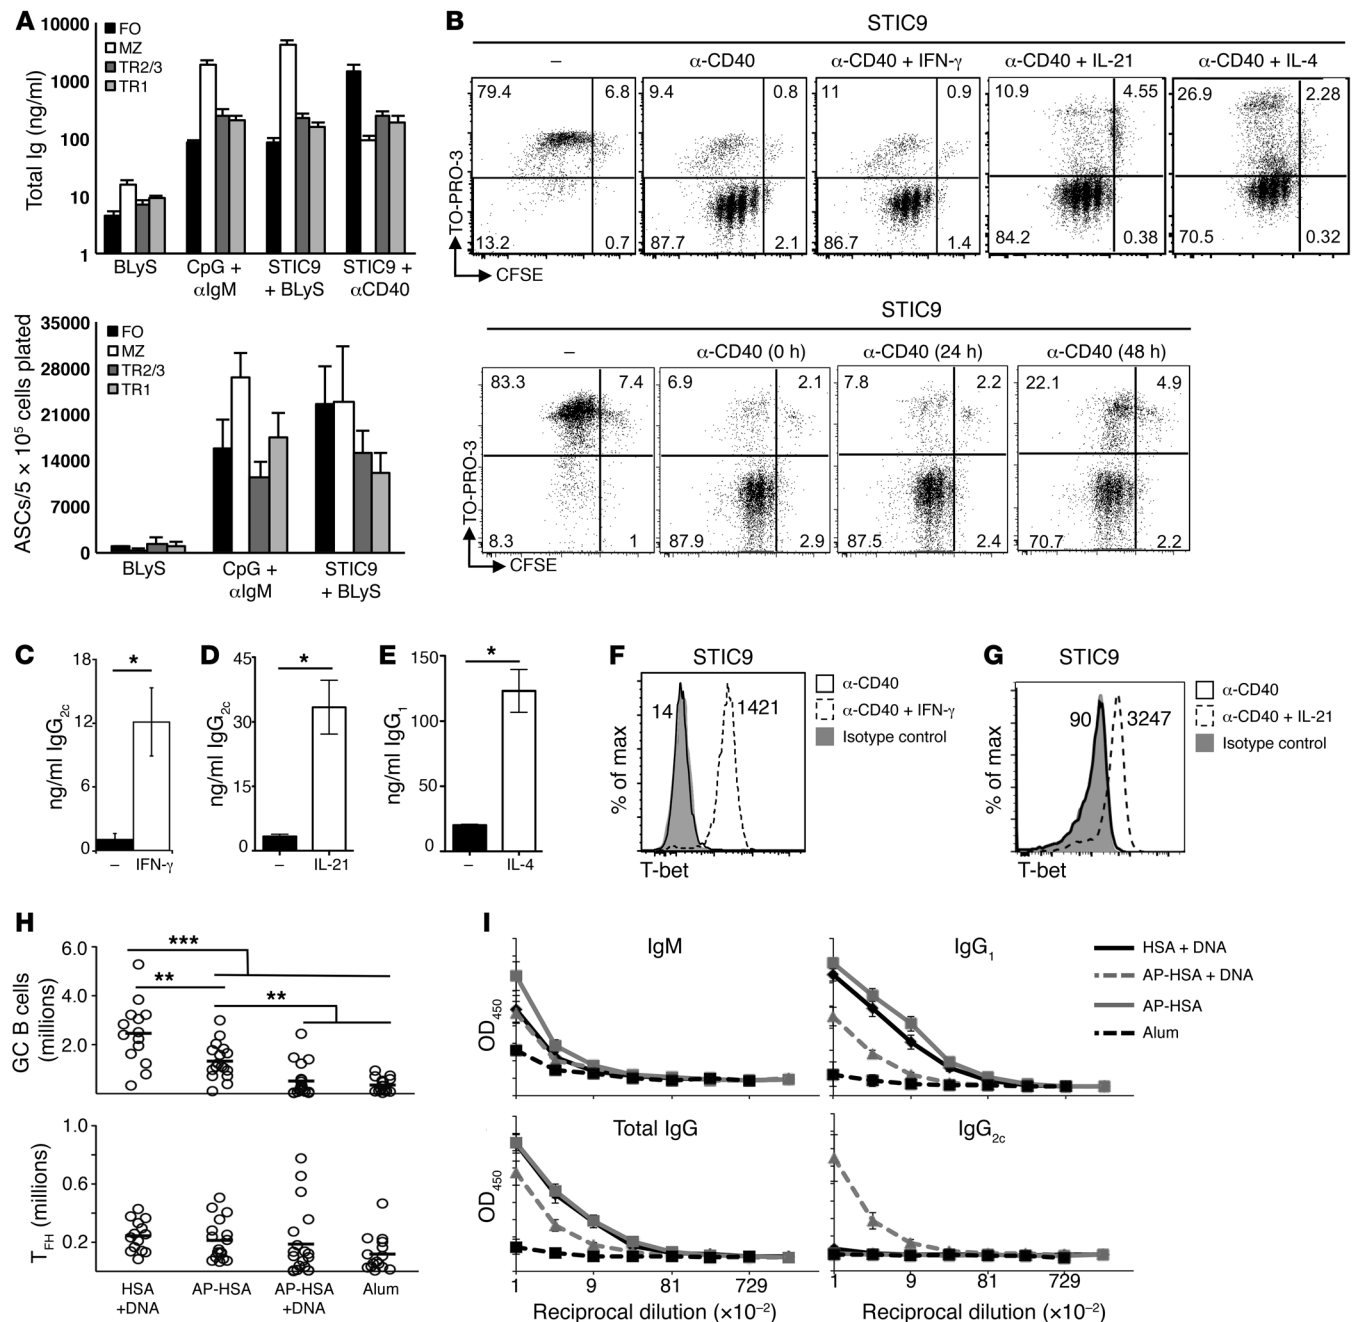 A
Total Ig (ng/ml)
10000
1000
100
10
1
FO
MZ
TR2/3
TR1
BLyS
CpG +
αIgM
STIC9
+ BLyS
STIC9 +
αCD40
ASCs/5 × 10⁵ cells plated
35000
28000
21000
14000
7000
0
FO
MZ
TR2/3
TR1
BLyS
CpG +
αIgM
STIC9
+ BLyS
B
STIC9
– α-CD40 α-CD40 + IFN-γ α-CD40 + IL-21 α-CD40 + IL-4
79.4 6.8 9.4 0.8 11 0.9 10.9 4.55 26.9 2.28
13.2 0.7 87.7 2.1 86.7 1.4 84.2 0.38 70.5 0.32
TO-PRO-3
CFSE
STIC9
– α-CD40 (0 h) α-CD40 (24 h) α-CD40 (48 h)
83.3 7.4 6.9 2.1 7.8 2.2 22.1 4.9
8.3 1 87.9 2.9 87.5 2.4 70.7 2.2
TO-PRO-3
CFSE
C
ng/ml IgG2c
18
12
6
0
*
– IFN-γ
D
ng/ml IgG2c
45
30
15
0
*
– IL-21
E
ng/ml IgG1
150
100
50
0
*
– IL-4
F
STIC9
% of max
14 1421
T-bet
α-CD40
α-CD40 + IFN-γ
Isotype control
G
STIC9
% of max
90 3247
T-bet
α-CD40
α-CD40 + IL-21
Isotype control
H
GC B cells
(millions)
6.0
4.0
2.0
***
**
**
TFH (millions)
1.0
0.6
0.2
HSA
+DNA
AP-HSA
AP-HSA
+DNA
Alum
I
IgM
IgG1
OD450
Total IgG
IgG2c
OD450
1 9 81 729
1 9 81 729
Reciprocal dilution (×10⁻²)
Reciprocal dilution (×10⁻²)
HSA + DNA
AP-HSA + DNA
AP-HSA
Alum